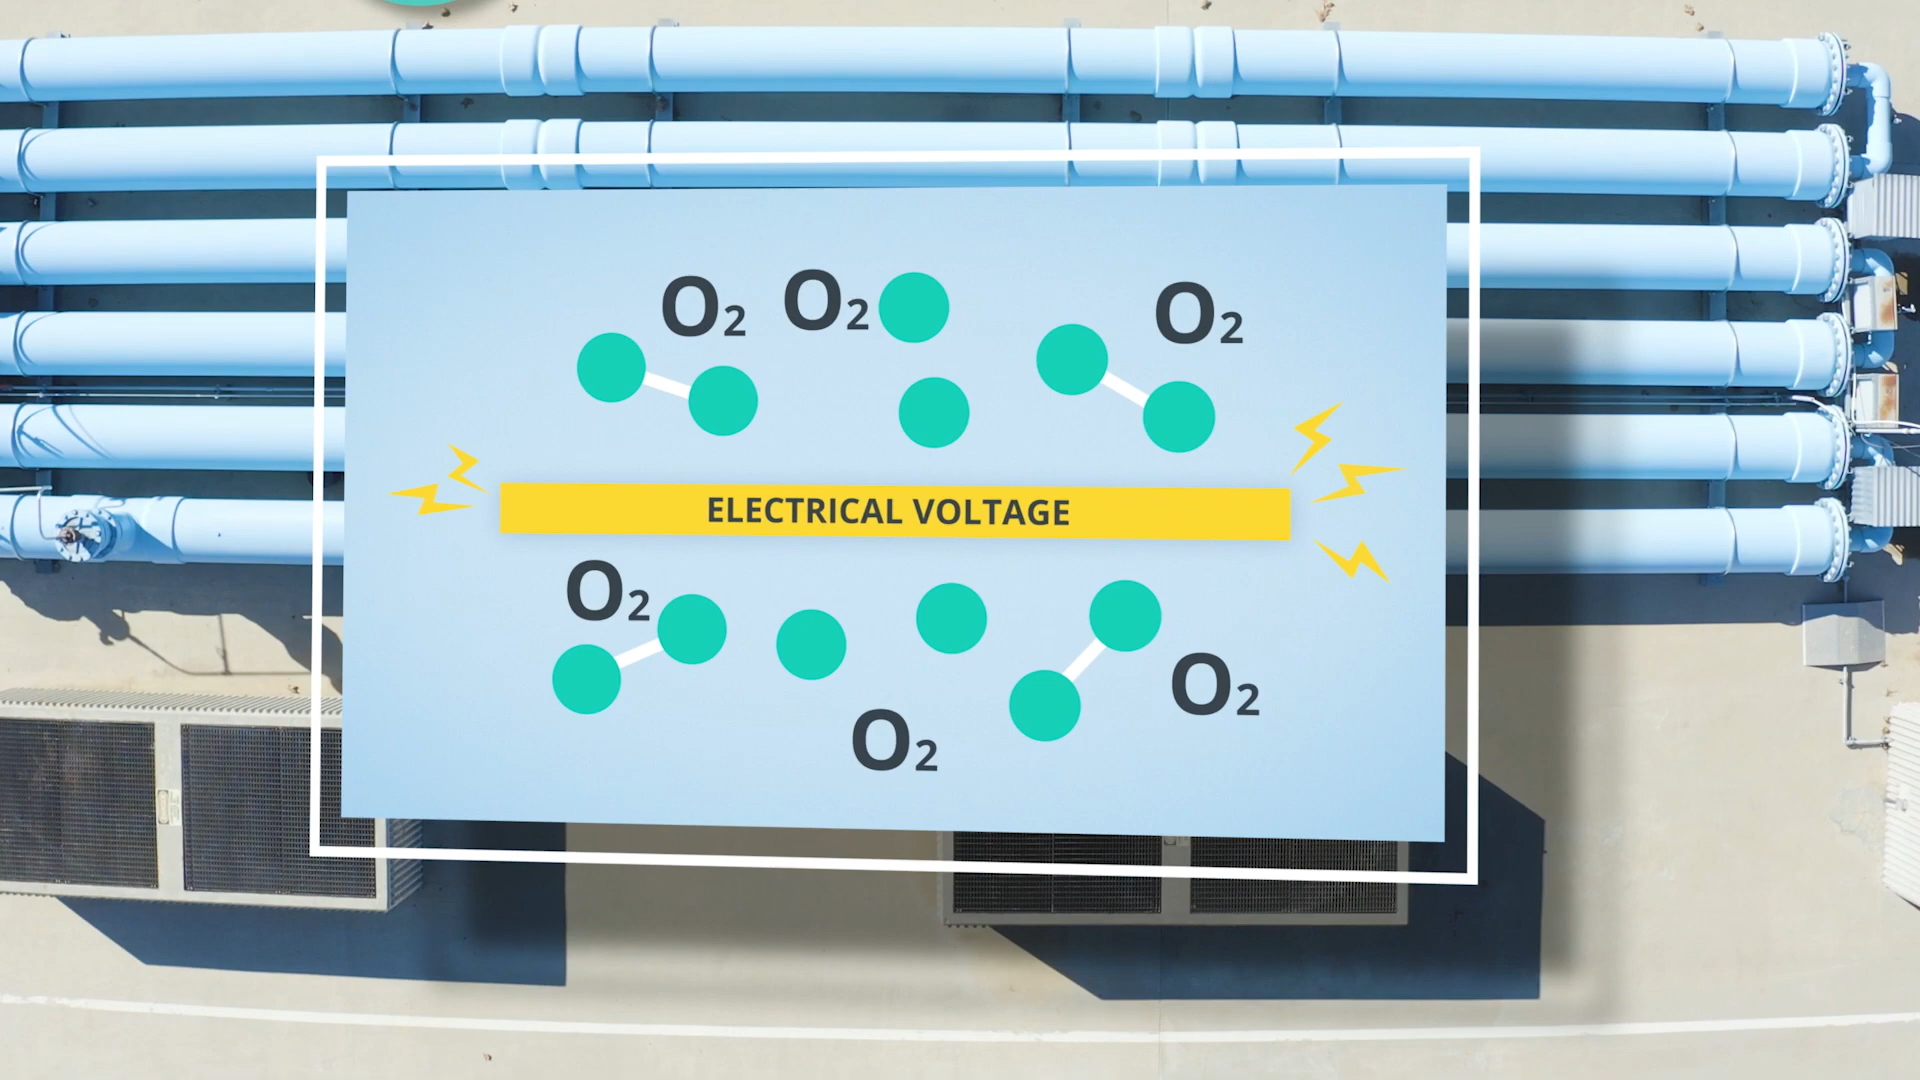 O₂ O₂ O₂
ELECTRICAL VOLTAGE
O₂
O₂
O₂